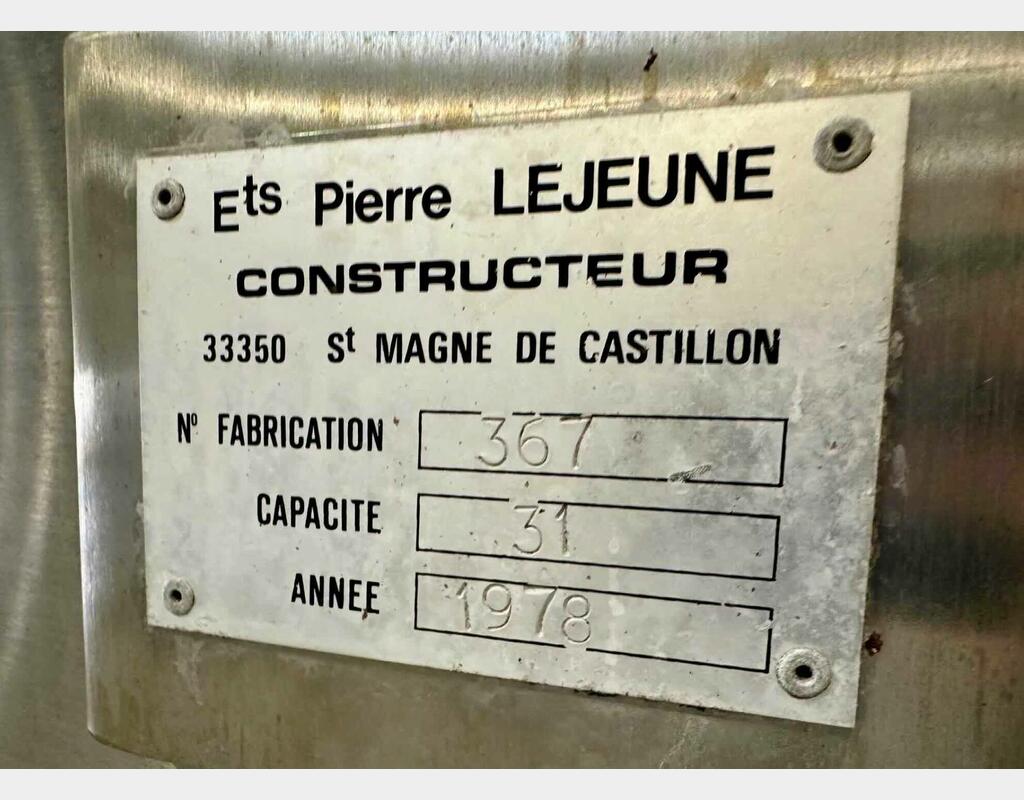 Ets Pierre LEJEUNE
CONSTRUCTEUR
33350 St MAGNE DE CASTILLON
Nº FABRICATION 367
CAPACITE 31
ANNEE 1978